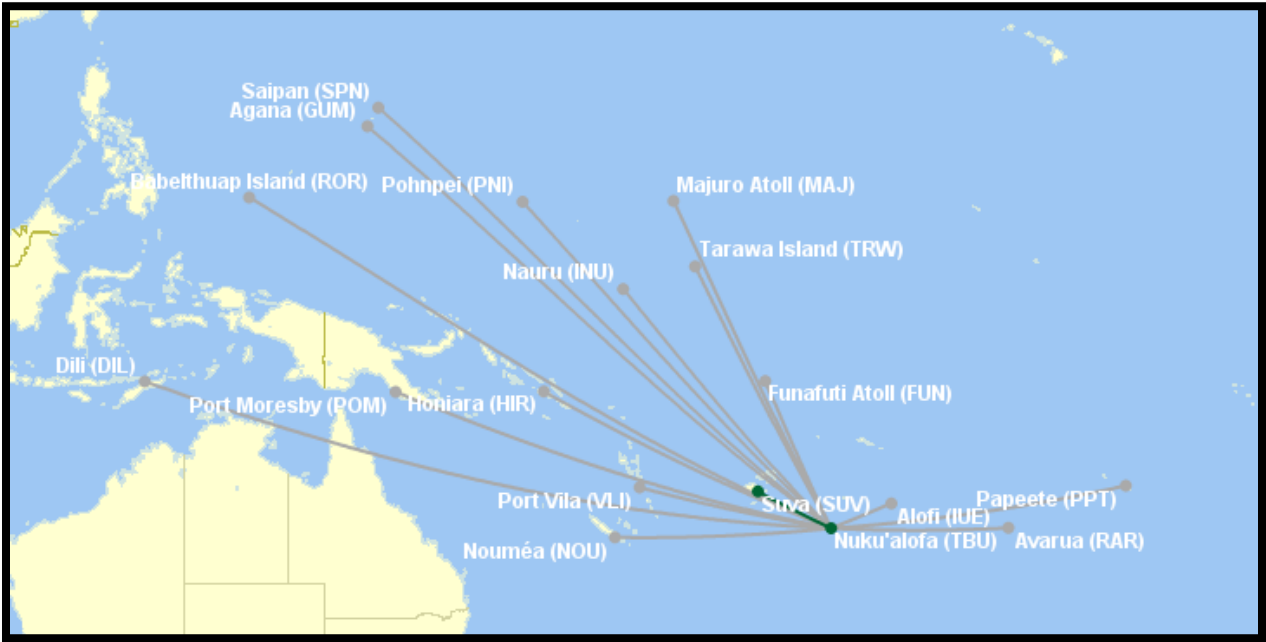 Saipan (SPN)
Agana (GUM)
Babelthuap Island (ROR)
Pohnpei (PNI)
Majuro Atoll (MAJ)
Tarawa Island (TRW)
Nauru (INU)
Dili (DIL)
Port Moresby (POM)
Honiara (HIR)
Funafuti Atoll (FUN)
Port Vila (VLI)
Suva (SUV)
Papeete (PPT)
Alofi (IUE)
Nouméa (NOU)
Nuku'alofa (TBU)
Avarua (RAR)